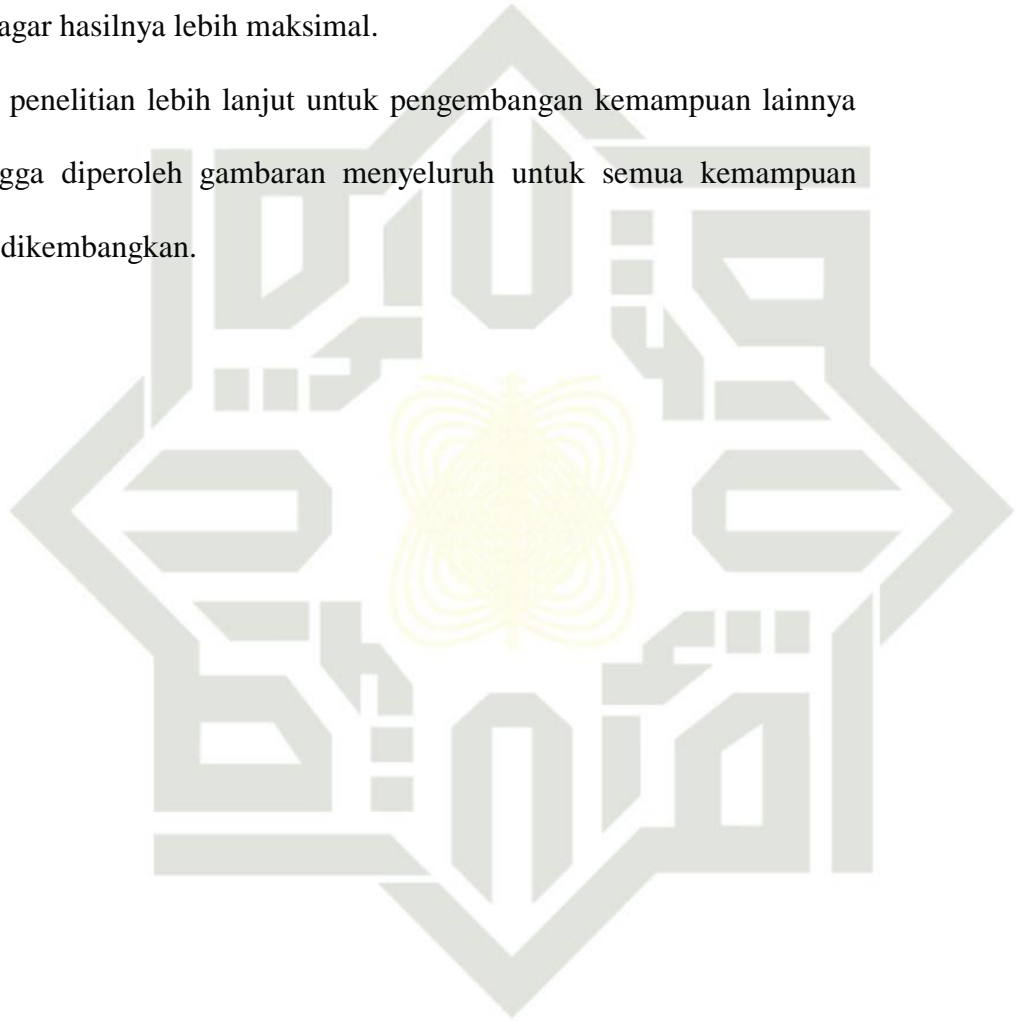 agar hasilnya lebih maksimal.
penelitian lebih lanjut untuk pengembangan kemampuan lainnya
gga diperoleh gambaran menyeluruh untuk semua kemampuan
dikembangkan.